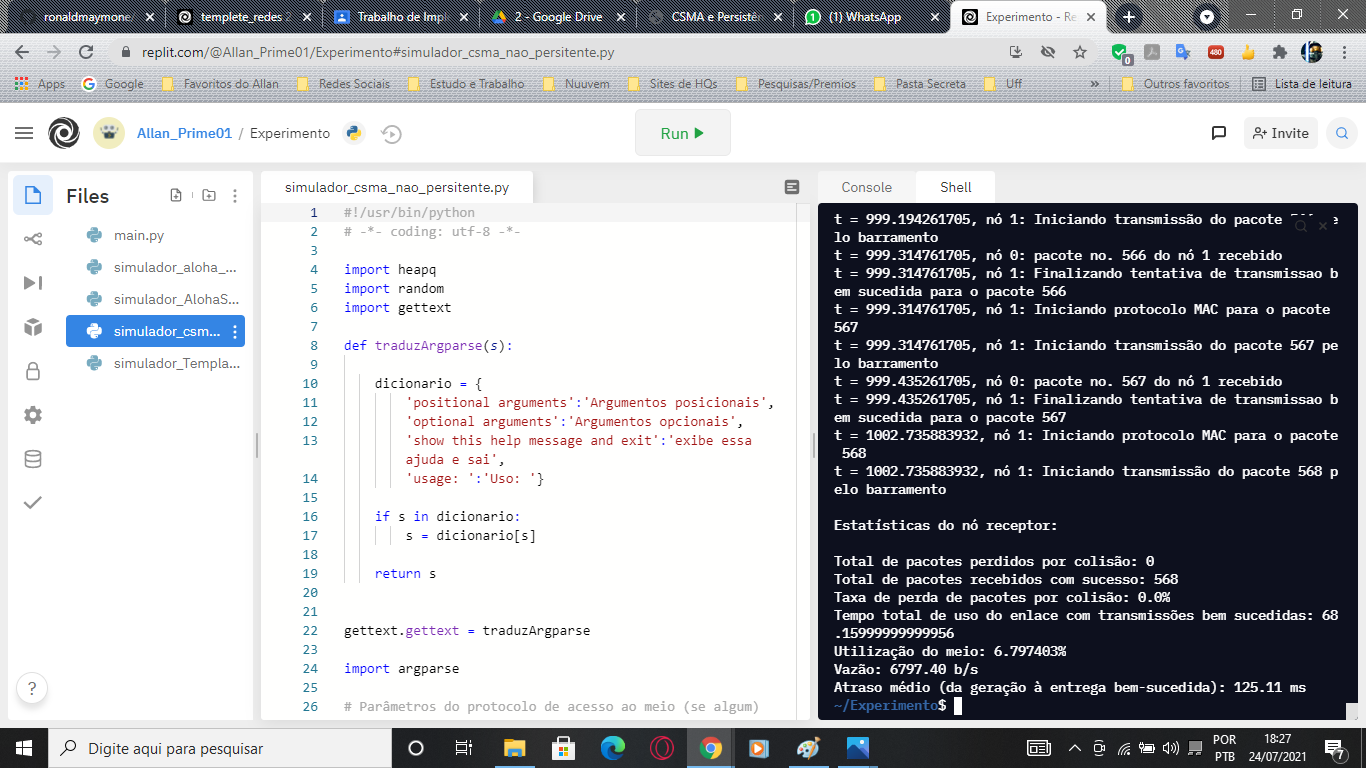 ronaldmaymone/
templete_redes 2
Trabalho de Impl
2 - Google Drive
CSMA e Persistên
(1) WhatsApp
Experimento - Re
replit.com/@Allan_Prime01/Experimento#simulador_csma_nao_persitente.py
0
480
Apps
Google
Favoritos do Allan
Redes Sociais
Estudo e Trabalho
Nuuvem
Sites de HQs
Pesquisas/Premios
Pasta Secreta
Uff
»
Outros favoritos
Lista de leitura
Allan_Prime01 / Experimento
Run
Invite
Files
main.py
simulador_aloha_...
simulador_AlohaS...
simulador_csm...
simulador_Templa...
?
simulador_csma_nao_persitente.py
1 #!/usr/bin/python
2 # -*- coding: utf-8 -*-
3
4 import heapq
5 import random
6 import gettext
7
8 def traduzArgparse(s):
9
10 dicionario = {
11 'positional arguments':'Argumentos posicionais',
12 'optional arguments':'Argumentos opcionais',
13 'show this help message and exit':'exibe essa
ajuda e sai',
14 'usage: ':'Uso: '}
15
16 if s in dicionario:
17 s = dicionario[s]
18
19 return s
20
21
22 gettext.gettext = traduzArgparse
23
24 import argparse
25
26 # Parâmetros do protocolo de acesso ao meio (se algum)
Console
Shell
t = 999.194261705, nó 1: Iniciando transmissão do pacote e
lo barramento
t = 999.314761705, nó 0: pacote no. 566 do nó 1 recebido
t = 999.314761705, nó 1: Finalizando tentativa de transmissao b
em sucedida para o pacote 566
t = 999.314761705, nó 1: Iniciando protocolo MAC para o pacote
567
t = 999.314761705, nó 1: Iniciando transmissão do pacote 567 pe
lo barramento
t = 999.435261705, nó 0: pacote no. 567 do nó 1 recebido
t = 999.435261705, nó 1: Finalizando tentativa de transmissao b
em sucedida para o pacote 567
t = 1002.735883932, nó 1: Iniciando protocolo MAC para o pacote
568
t = 1002.735883932, nó 1: Iniciando transmissão do pacote 568 p
elo barramento
Estatísticas do nó receptor:
Total de pacotes perdidos por colisão: 0
Total de pacotes recebidos com sucesso: 568
Taxa de perda de pacotes por colisão: 0.0%
Tempo total de uso do enlace com transmissões bem sucedidas: 68
.15999999999956
Utilização do meio: 6.797403%
Vazão: 6797.40 b/s
Atraso médio (da geração à entrega bem-sucedida): 125.11 ms
~/Experimento$
Digite aqui para pesquisar
POR
PTB
18:27
24/07/2021
7